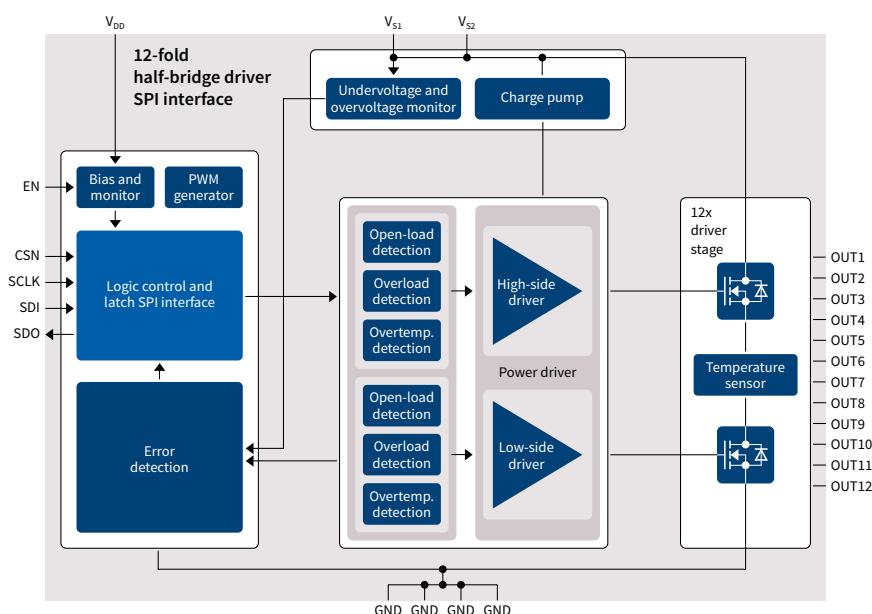 VDD
VS1
VS2
12-fold
half-bridge driver
SPI interface
Undervoltage and
overvoltage monitor
Charge pump
EN
Bias and
monitor
PWM
generator
CSN
SCLK
SDI
SDO
Logic control and
latch SPI interface
Error
detection
Open-load
detection
Overload
detection
Overtemp.
detection
High-side
driver
Power driver
Open-load
detection
Overload
detection
Overtemp.
detection
Low-side
driver
12x
driver
stage
Temperature
sensor
OUT1
OUT2
OUT3
OUT4
OUT5
OUT6
OUT7
OUT8
OUT9
OUT10
OUT11
OUT12
GND GND GND GND